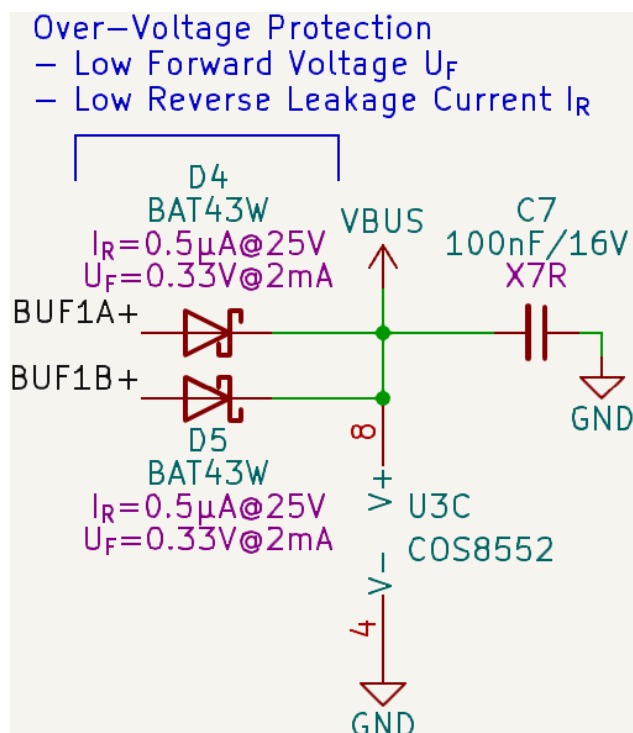 Over-Voltage Protection
- Low Forward Voltage UF
- Low Reverse Leakage Current IR
D4
BAT43W
IR=0.5µA@25V
UF=0.33V@2mA
VBUS
C7
100nF/16V
X7R
BUF1A+
BUF1B+
GND
D5
BAT43W
IR=0.5µA@25V
UF=0.33V@2mA
8
V+
U3C
COS8552
V-
4
GND